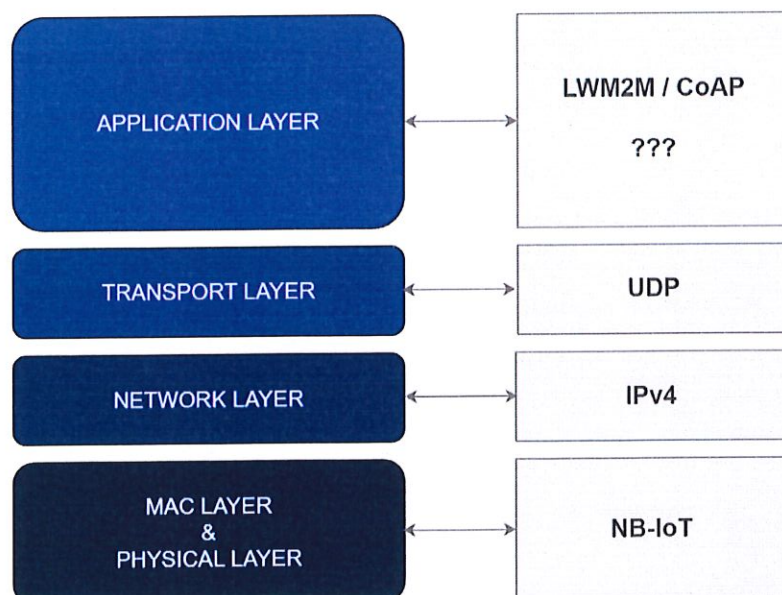 APPLICATION LAYER
LWM2M / CoAP
???
TRANSPORT LAYER
UDP
NETWORK LAYER
IPv4
MAC LAYER
&
PHYSICAL LAYER
NB-IoT